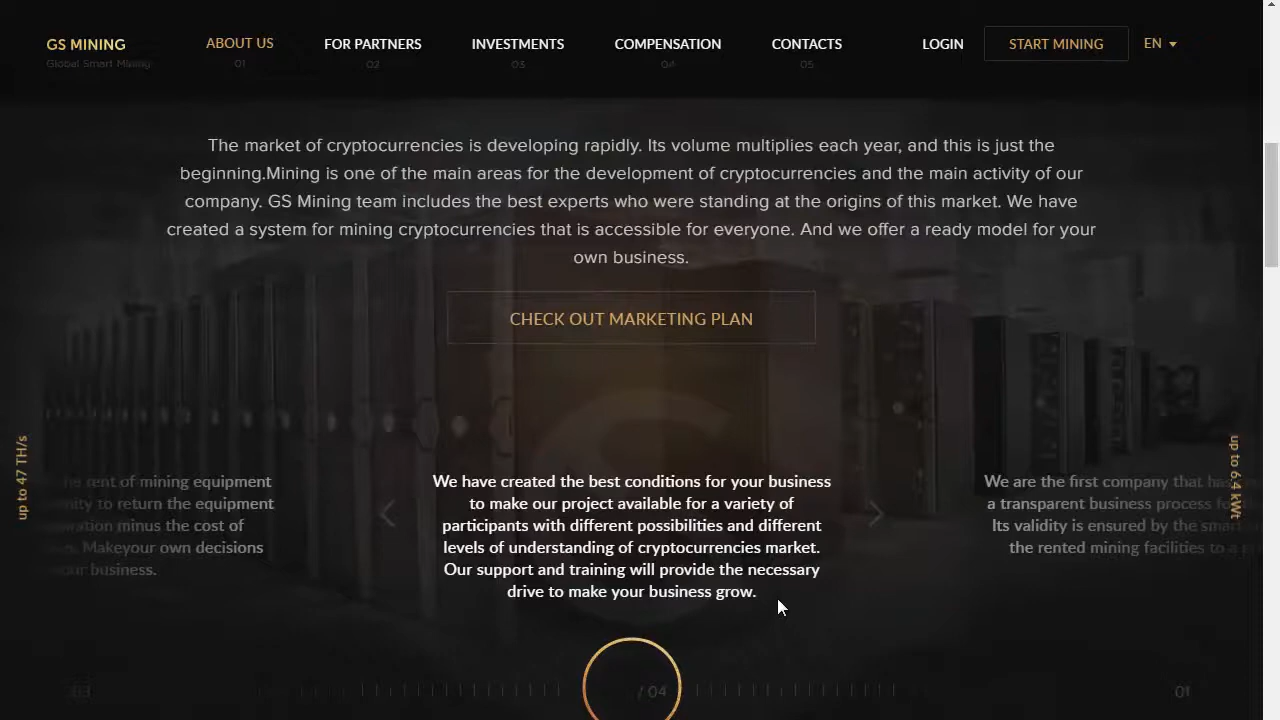 GS MINING
Global Smart Mining
ABOUT US
01
FOR PARTNERS
02
INVESTMENTS
03
COMPENSATION
04
CONTACTS
05
LOGIN
START MINING
EN
The market of cryptocurrencies is developing rapidly. Its volume multiplies each year, and this is just the
beginning.Mining is one of the main areas for the development of cryptocurrencies and the main activity of our
company. GS Mining team includes the best experts who were standing at the origins of this market. We have
created a system for mining cryptocurrencies that is accessible for everyone. And we offer a ready model for your
own business.
CHECK OUT MARKETING PLAN
up to 47 TH/s
rent of mining equipment
to return the equipment
minus the cost of
Makeyour own decisions
business.
We have created the best conditions for your business
to make our project available for a variety of
participants with different possibilities and different
levels of understanding of cryptocurrencies market.
Our support and training will provide the necessary
drive to make your business grow.
We are the first company that
a transparent business process
Its validity is ensured by the smart
the rented mining facilities to a
up to 6,4 kWt
/ 04
01